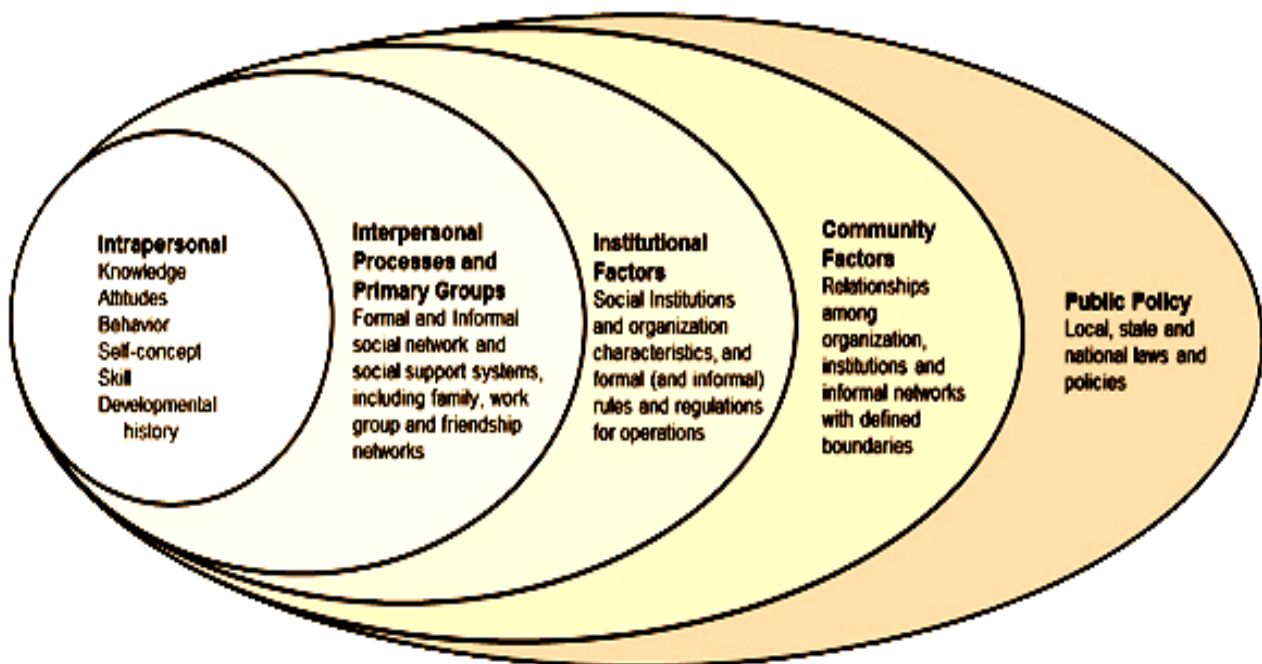 Intrapersonal
Knowledge
Attitudes
Behavior
Self-concept
Skill
Developmental
history
Interpersonal
Processes and
Primary Groups
Formal and Informal
social network and
social support systems,
including family, work
group and friendship
networks
Institutional
Factors
Social Institutions
and organization
characteristics, and
formal (and informal)
rules and regulations
for operations
Community
Factors
Relationships
among
organization,
institutions and
informal networks
with defined
boundaries
Public Policy
Local, state and
national laws and
policies